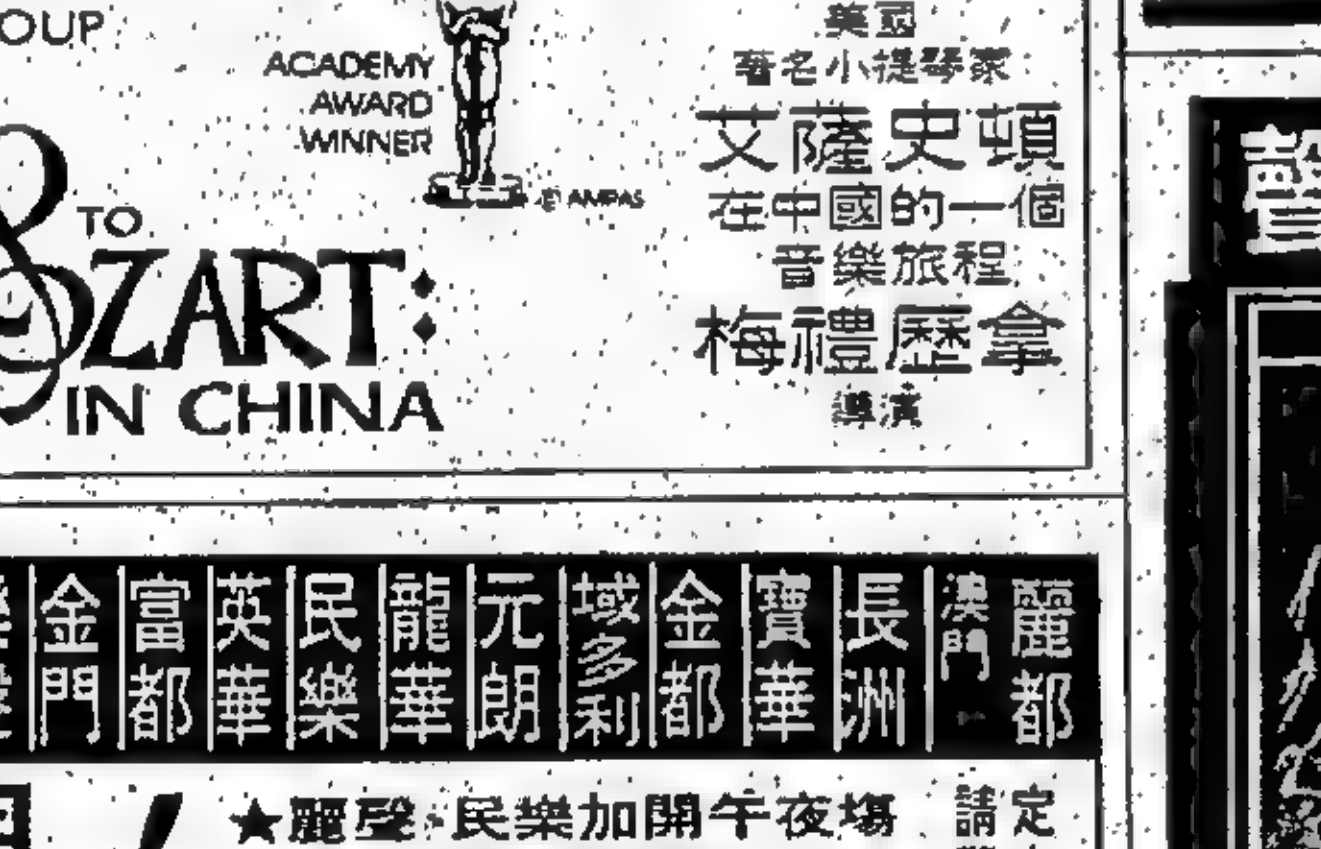 OUP
ACADEMY
AWARD
WINNER
© AMPAS
TO
ZART:
IN CHINA
美國
著名小提琴家
艾薩史頓
在中國的一個
音樂旅程
梅禮歷拿
導演
金門
富都
英華
民樂
龍華
元朗
域多利
金都
寶華
長洲
澳門 麗都
★麗聲·民樂加開午夜場
請定